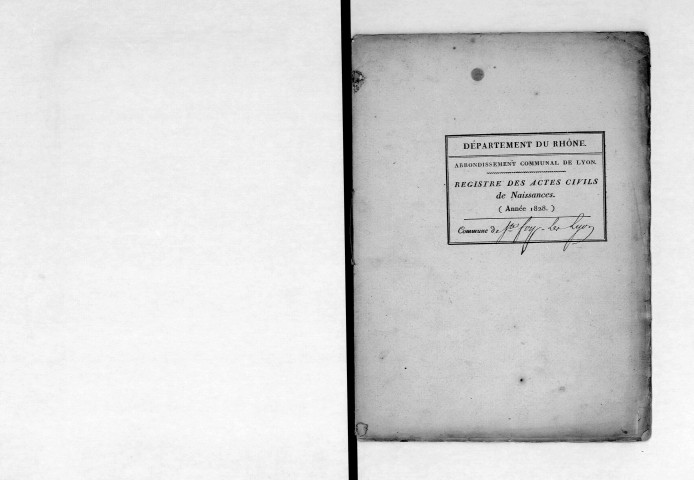 DÉPARTEMENT DU RHÔNE.
ARRONDISSEMENT COMMUNAL DE LYON.
REGISTRE DES ACTES CIVILS
de Naissances.
( Année 1828. )
Commune de Ste foy-les-Lyon